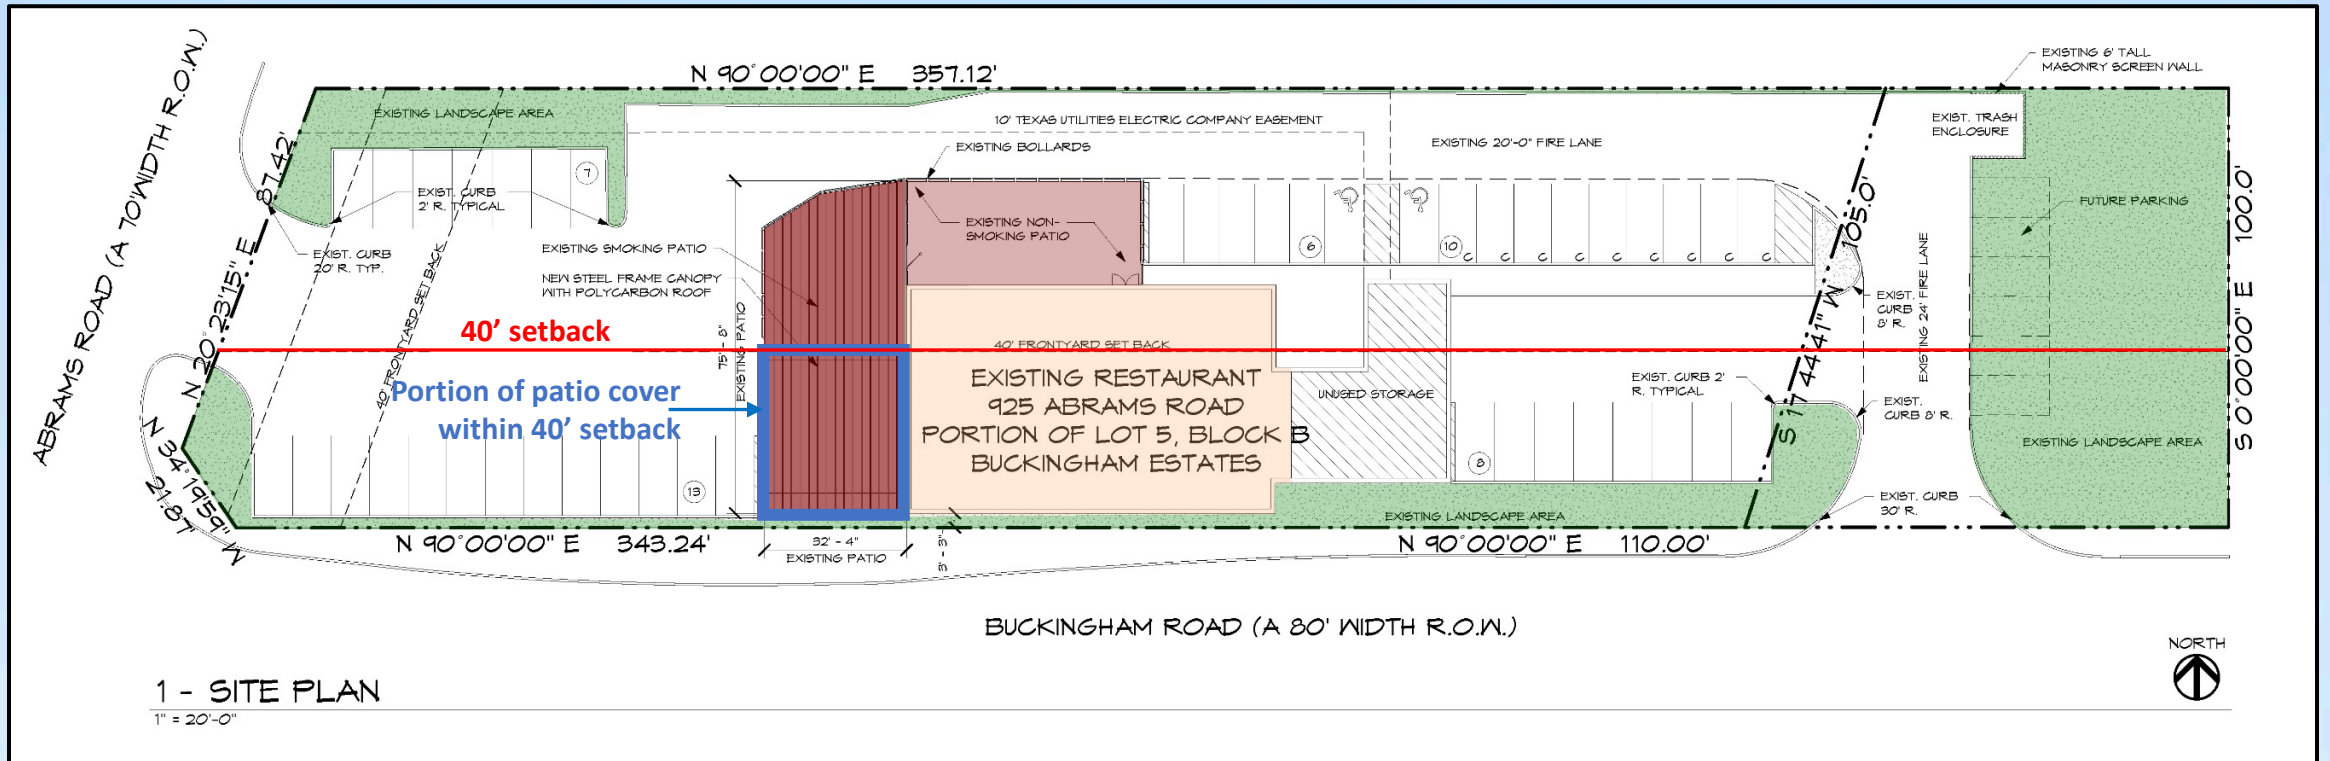 N 90°00'00" E 357.12'
EXISTING 6' TALL
MASONRY SCREEN WALL
ABRAMS ROAD (A 70'WIDTH R.O.W.)
EXISTING LANDSCAPE AREA
10' TEXAS UTILITIES ELECTRIC COMPANY EASEMENT
EXIST. TRASH
ENCLOSURE
EXISTING BOLLARDS
EXISTING 20'-0" FIRE LANE
87.42'
7
EXIST. CURB
2' R. TYPICAL
EXISTING NON-
SMOKING PATIO
105.0'
FUTURE PARKING
100.0'
EXIST. CURB
20' R. TYP.
EXISTING SMOKING PATIO
6
10
C C C C C C C C
NEW STEEL FRAME CANOPY
WITH POLYCARBON ROOF
N 20°23'15" E
40' FRONTYARD SET BACK
75' - 8"
EXISTING PATIO
EXIST.
CURB
8' R.
EXISTING 24' FIRE LANE
S 0°00'00" E
40' setback
40' FRONTYARD SET BACK
Portion of patio cover
within 40' setback
EXISTING RESTAURANT
925 ABRAMS ROAD
PORTION OF LOT 5, BLOCK B
BUCKINGHAM ESTATES
UNUSED STORAGE
EXIST. CURB 2'
R. TYPICAL
S 17°44'41" W
EXIST.
CURB 8' R.
EXISTING LANDSCAPE AREA
N 34°19'59" W
21.87'
13
8
EXIST. CURB
30' R.
EXISTING LANDSCAPE AREA
N 90°00'00" E 343.24'
32' - 4"
EXISTING PATIO
N 90°00'00" E 110.00'
BUCKINGHAM ROAD (A 80' WIDTH R.O.W.)
NORTH
1 - SITE PLAN
1" = 20'-0"